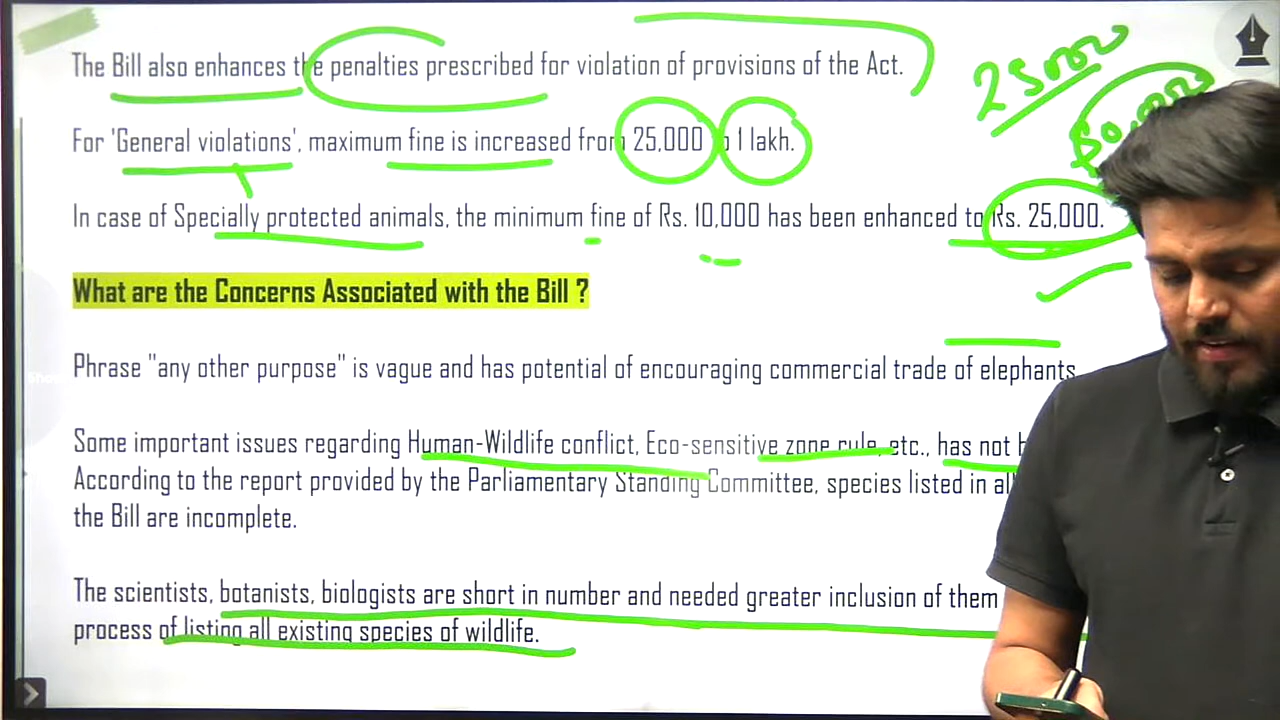 The Bill also enhances the penalties prescribed for violation of provisions of the Act.
25000
50,000
For 'General violations', maximum fine is increased from 25,000 to 1 lakh.
In case of Specially protected animals, the minimum fine of Rs. 10,000 has been enhanced to Rs. 25,000.
What are the Concerns Associated with the Bill ?
Phrase "any other purpose" is vague and has potential of encouraging commercial trade of elephants
Some important issues regarding Human-Wildlife conflict, Eco-sensitive zone rule, etc., has not
According to the report provided by the Parliamentary Standing Committee, species listed in all
the Bill are incomplete.
The scientists, botanists, biologists are short in number and needed greater inclusion of them
process of listing all existing species of wildlife.